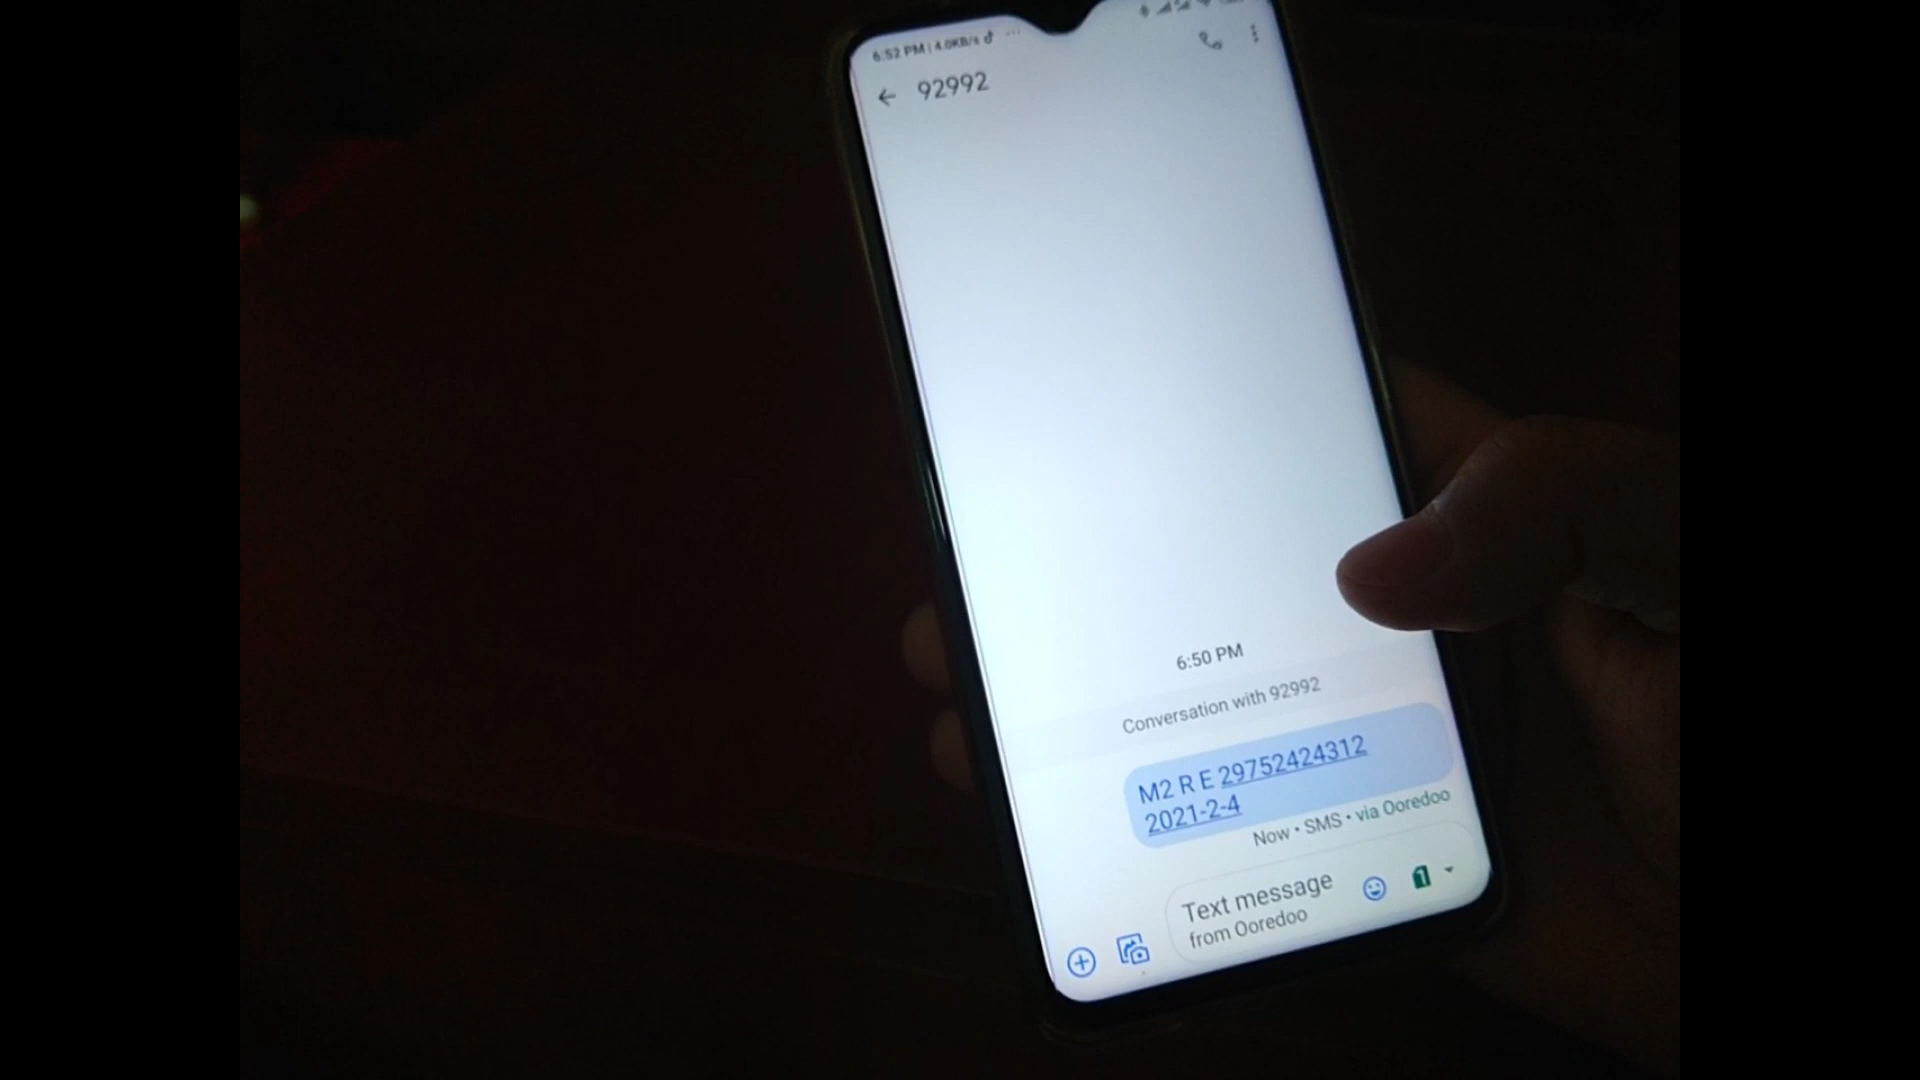 6:52 PM | 4.0KB/s
92992
6:50 PM
Conversation with 92992
M2 R E 29752424312
2021-2-4
Now • SMS • via Ooredoo
Text message
from Ooredoo
1